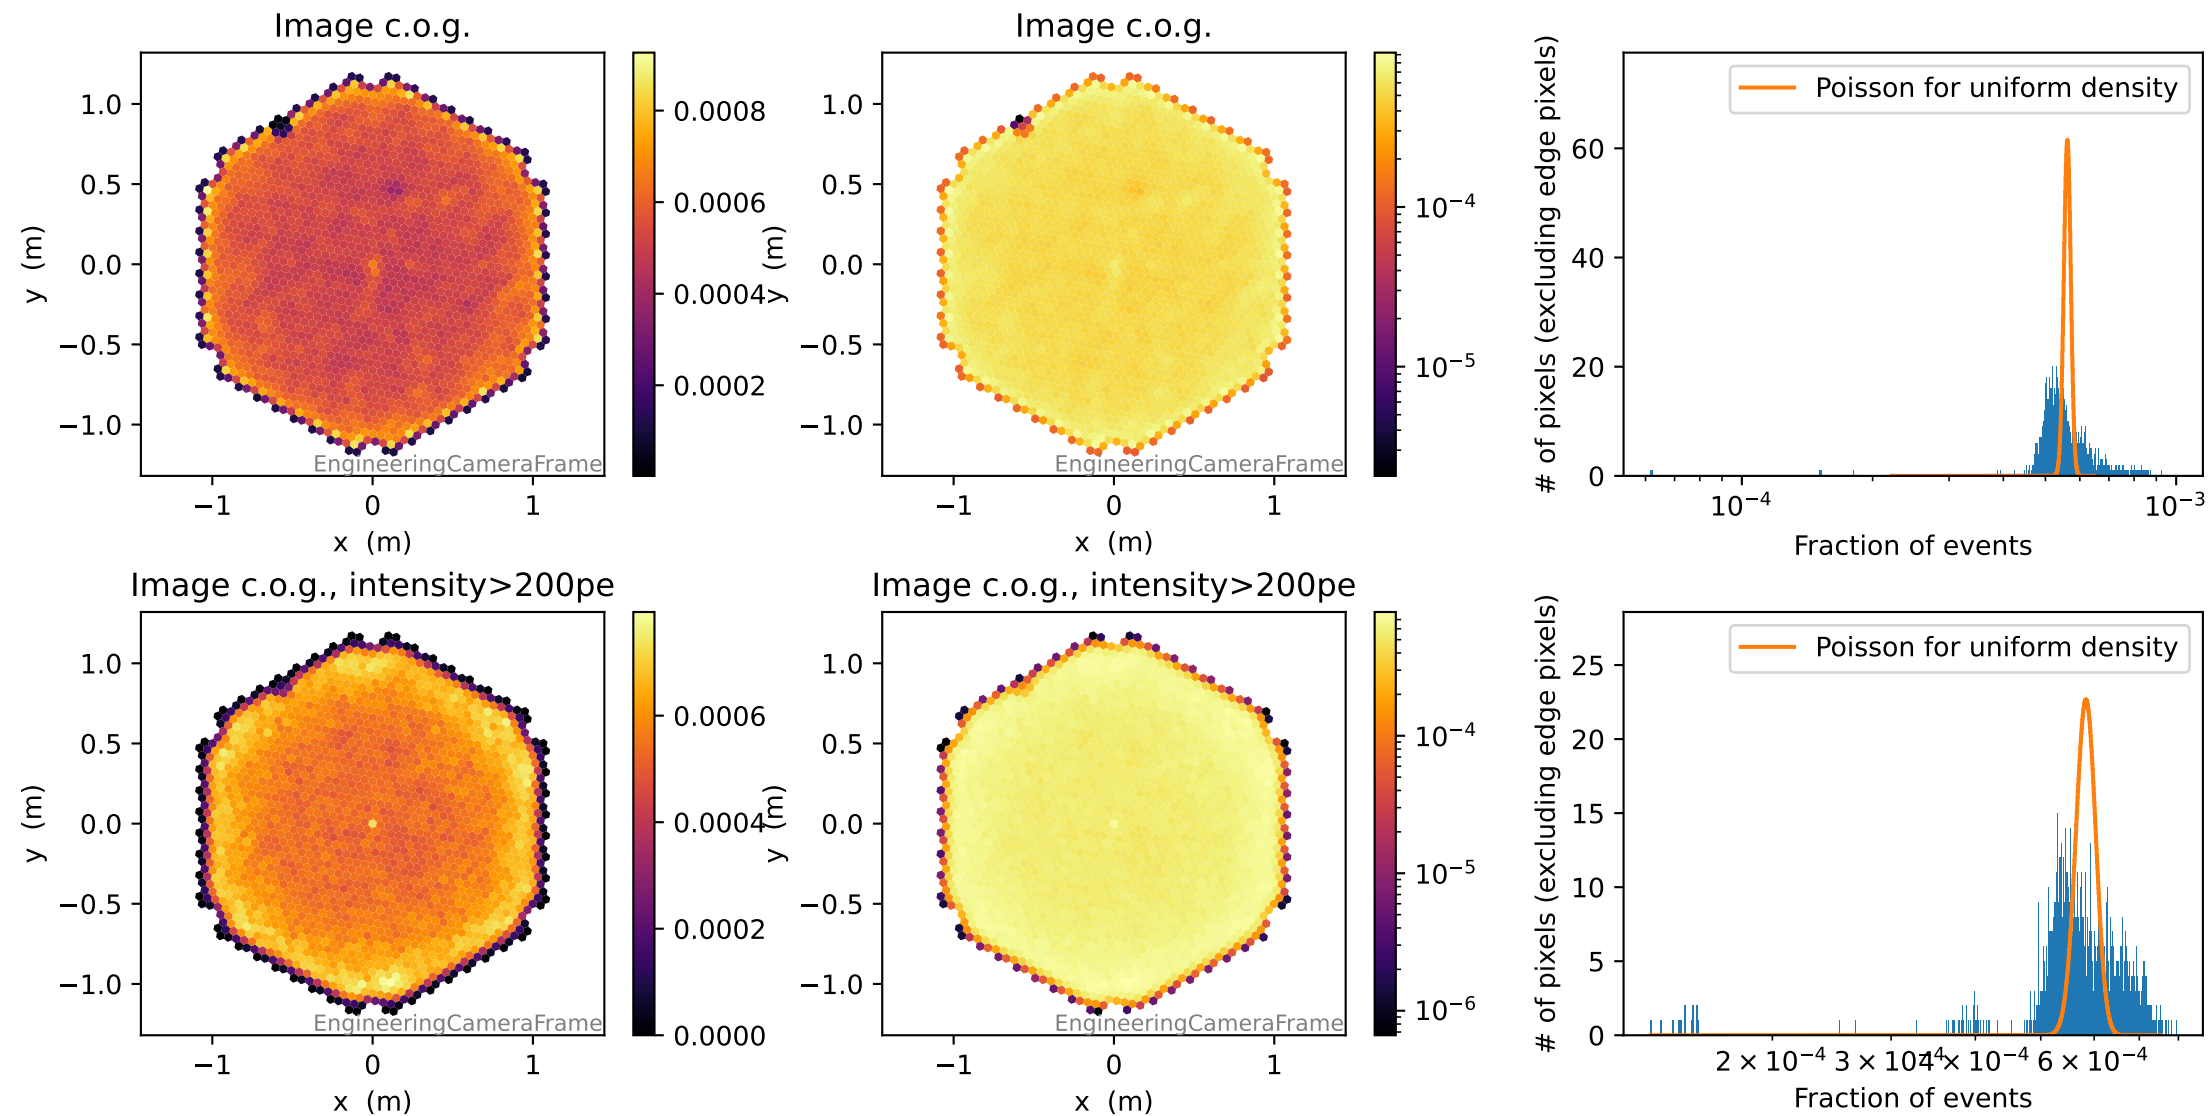 Image c.o.g.
1.0
0.5
0.0
−0.5
−1.0
y (m)
−1 0 1
x (m)
EngineeringCameraFrame
0.0008
0.0006
0.0004
0.0002
Image c.o.g.
1.0
0.5
0.0
−0.5
−1.0
y (m)
−1 0 1
x (m)
EngineeringCameraFrame
10⁻⁴
10⁻⁵
# of pixels (excluding edge pixels)
60
40
20
0
Poisson for uniform density
10⁻⁴ 10⁻³
Fraction of events
Image c.o.g., intensity>200pe
1.0
0.5
0.0
−0.5
−1.0
y (m)
−1 0 1
x (m)
EngineeringCameraFrame
0.0006
0.0004
0.0002
0.0000
Image c.o.g., intensity>200pe
1.0
0.5
0.0
−0.5
−1.0
y (m)
−1 0 1
x (m)
EngineeringCameraFrame
10⁻⁴
10⁻⁵
10⁻⁶
# of pixels (excluding edge pixels)
25
20
15
10
5
0
Poisson for uniform density
2 × 10⁻⁴ 3 × 10⁻⁴ 4 × 10⁻⁴ 6 × 10⁻⁴
Fraction of events